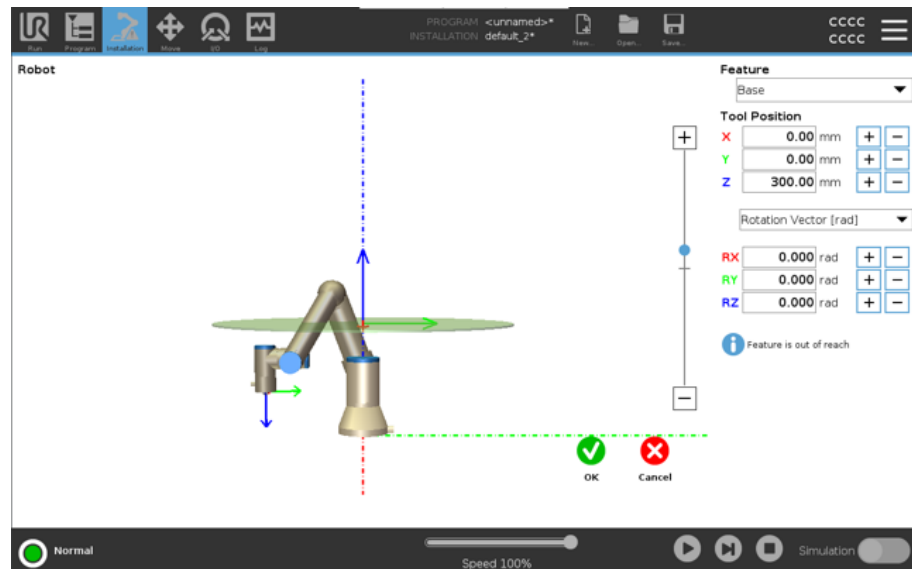 PROGRAM <unnamed>*
INSTALLATION default_2*
Run Program Installation Move I/O Log
New... Open... Save...
cccc
cccc
Robot
Feature
Base
Tool Position
X 0.00 mm + −
Y 0.00 mm + −
Z 300.00 mm + −
Rotation Vector [rad]
RX 0.000 rad + −
RY 0.000 rad + −
RZ 0.000 rad + −
Feature is out of reach
+
−
OK Cancel
Normal
Speed 100%
Simulation